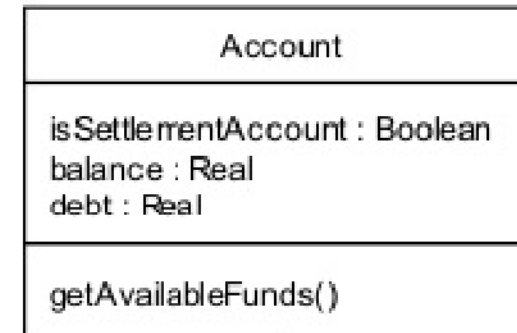 Account
isSettlementAccount : Boolean
balance : Real
debt : Real
getAvailableFunds()